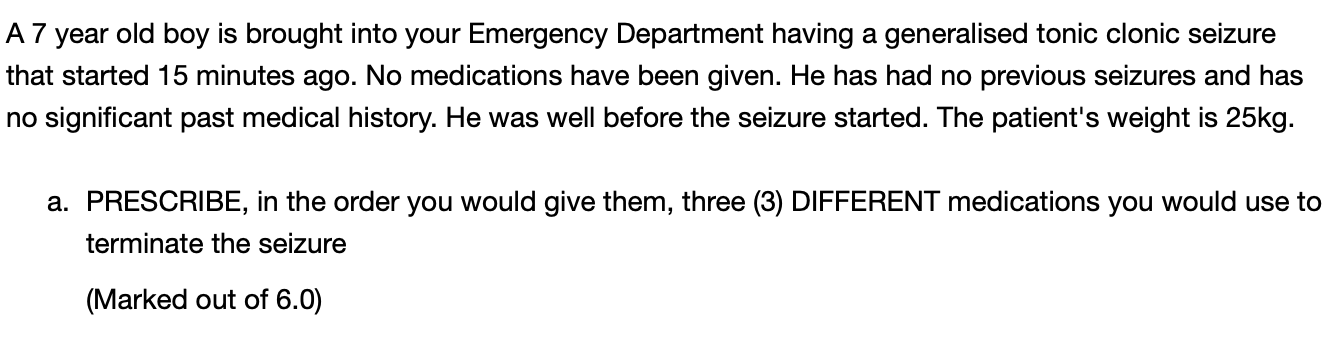 A 7 year old boy is brought into your Emergency Department having a generalised tonic clonic seizure
that started 15 minutes ago. No medications have been given. He has had no previous seizures and has
no significant past medical history. He was well before the seizure started. The patient's weight is 25kg.
a. PRESCRIBE, in the order you would give them, three (3) DIFFERENT medications you would use to
terminate the seizure
(Marked out of 6.0)